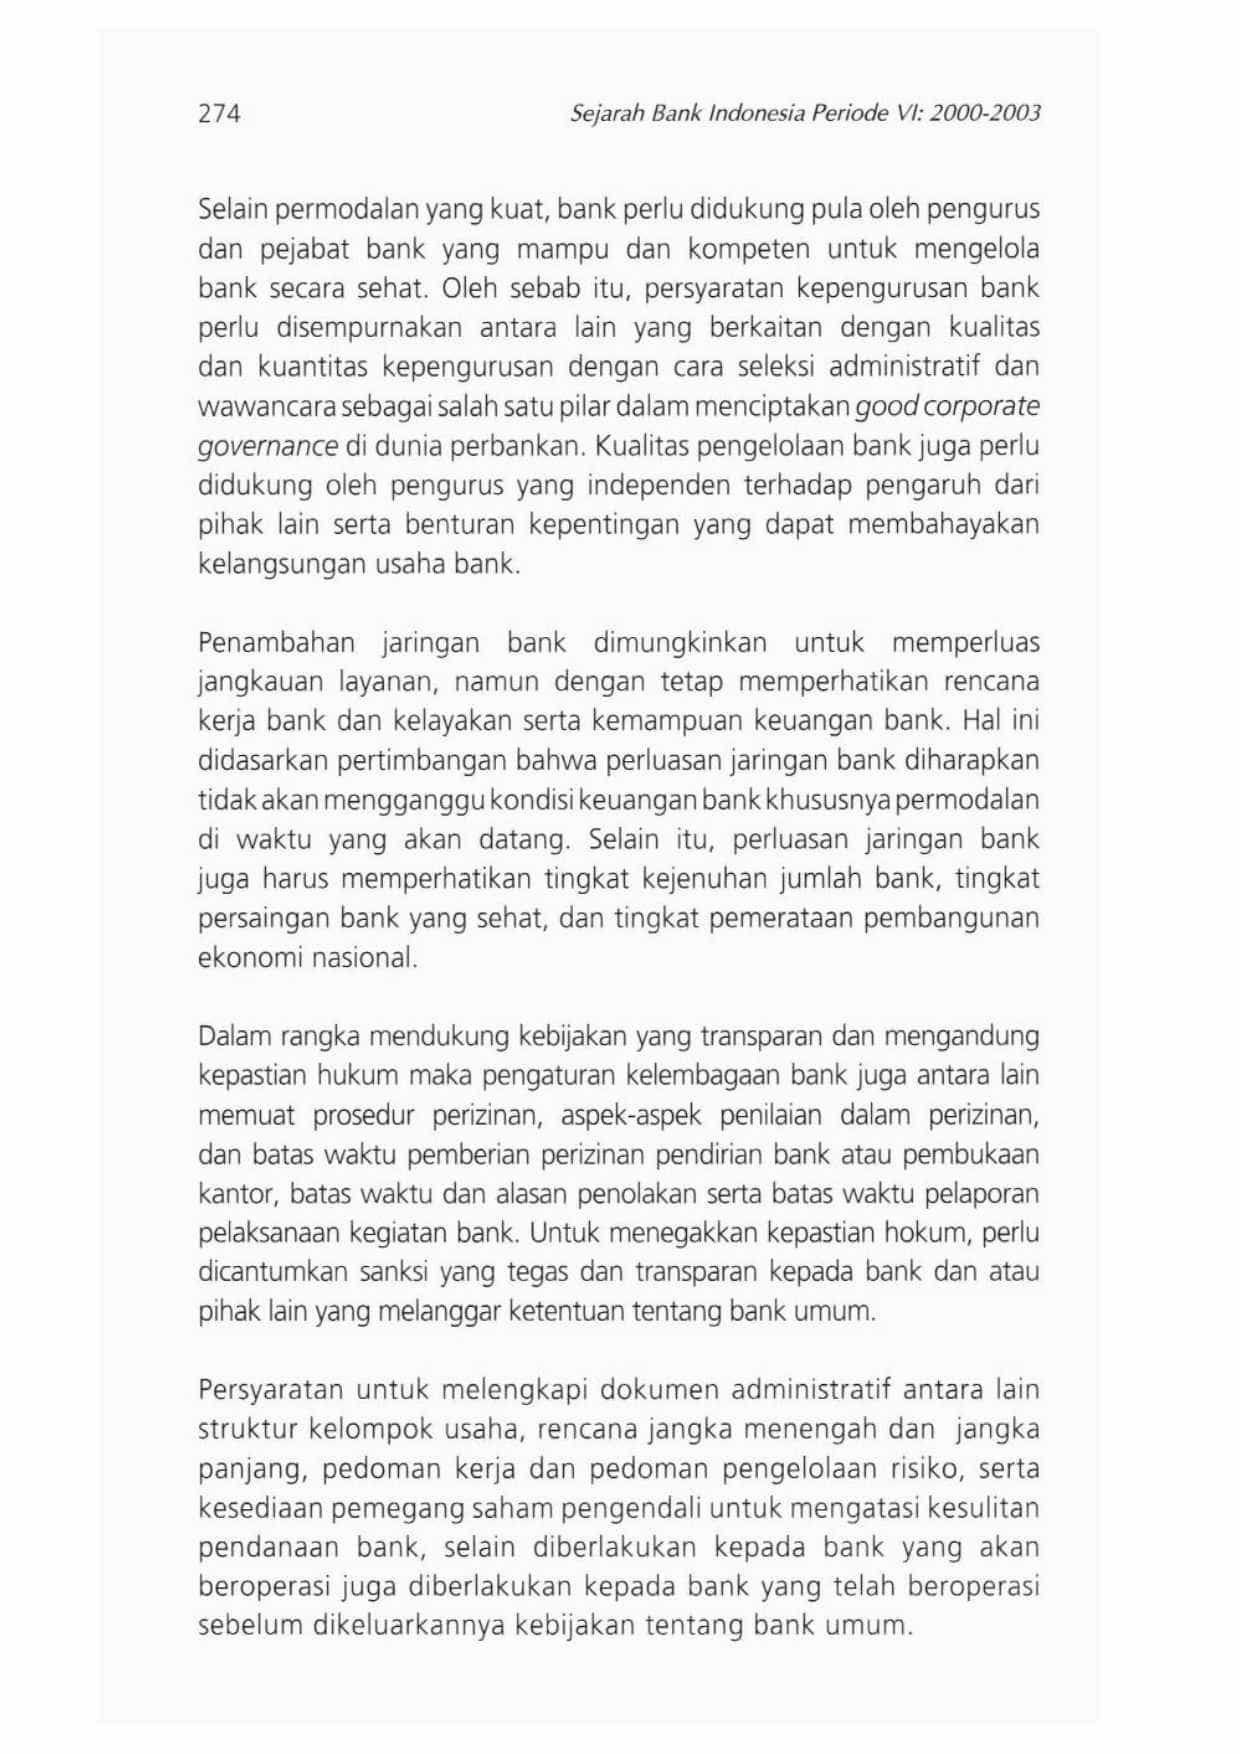 274
Sejarah Bank Indonesia Periode VI: 2000-2003
Selain permodalan yang kuat, bank perlu didukung pula oleh pengurus
dan pejabat bank yang mampu dan kompeten untuk mengelola
bank secara sehat. Oleh sebab itu, persyaratan kepengurusan bank
perlu disempurnakan antara lain yang berkaitan dengan kualitas
dan kuantitas kepengurusan dengan cara seleksi administratif dan
wawancara sebagai salah satu pilar dalam menciptakan good corporate
governance di dunia perbankan. Kualitas pengelolaan bank juga perlu
didukung oleh pengurus yang independen terhadap pengaruh dari
pihak lain serta benturan kepentingan yang dapat membahayakan
kelangsungan usaha bank.
Penambahan jaringan bank dimungkinkan untuk memperluas
jangkauan layanan, namun dengan tetap memperhatikan rencana
kerja bank dan kelayakan serta kemampuan keuangan bank. Hal ini
didasarkan pertimbangan bahwa perluasan jaringan bank diharapkan
tidak akan mengganggu kondisi keuangan bank khususnya permodalan
di waktu yang akan datang. Selain itu, perluasan jaringan bank
juga harus memperhatikan tingkat kejenuhan jumlah bank, tingkat
persaingan bank yang sehat, dan tingkat pemerataan pembangunan
ekonomi nasional.
Dalam rangka mendukung kebijakan yang transparan dan mengandung
kepastian hukum maka pengaturan kelembagaan bank juga antara lain
memuat prosedur perizinan, aspek-aspek penilaian dalam perizinan,
dan batas waktu pemberian perizinan pendirian bank atau pembukaan
kantor, batas waktu dan alasan penolakan serta batas waktu pelaporan
pelaksanaan kegiatan bank. Untuk menegakkan kepastian hokum, perlu
dicantumkan sanksi yang tegas dan transparan kepada bank dan atau
pihak lain yang melanggar ketentuan tentang bank umum.
Persyaratan untuk melengkapi dokumen administratif antara lain
struktur kelompok usaha, rencana jangka menengah dan jangka
panjang, pedoman kerja dan pedoman pengelolaan risiko, serta
kesediaan pemegang saham pengendali untuk mengatasi kesulitan
pendanaan bank, selain diberlakukan kepada bank yang akan
beroperasi juga diberlakukan kepada bank yang telah beroperasi
sebelum dikeluarkannya kebijakan tentang bank umum.